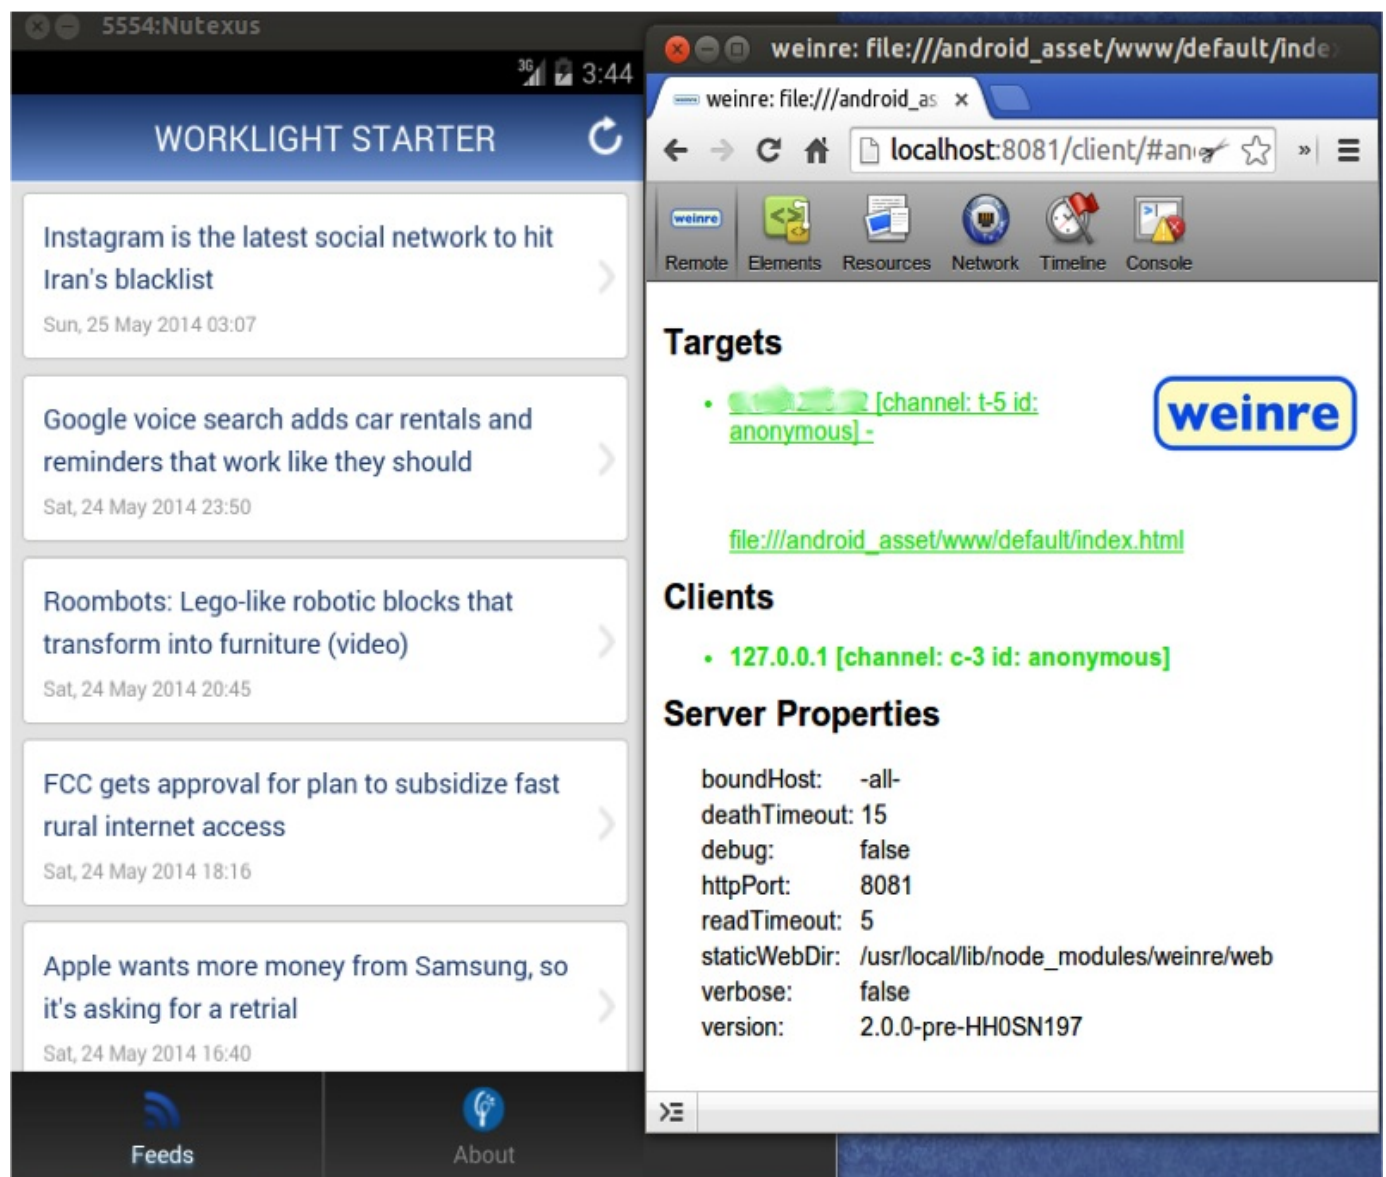 5554:Nutexus
3G 3:44
WORKLIGHT STARTER
Instagram is the latest social network to hit
Iran's blacklist
Sun, 25 May 2014 03:07
Google voice search adds car rentals and
reminders that work like they should
Sat, 24 May 2014 23:50
Roombots: Lego-like robotic blocks that
transform into furniture (video)
Sat, 24 May 2014 20:45
FCC gets approval for plan to subsidize fast
rural internet access
Sat, 24 May 2014 18:16
Apple wants more money from Samsung, so
it's asking for a retrial
Sat, 24 May 2014 16:40
Feeds About
weinre: file:///android_asset/www/default/inde
weinre: file:///android_as ×
localhost:8081/client/#an »
weinre
Remote Elements Resources Network Timeline Console
Targets
• [channel: t-5 id:
anonymous] -
weinre
file:///android_asset/www/default/index.html
Clients
• 127.0.0.1 [channel: c-3 id: anonymous]
Server Properties
boundHost: -all-
deathTimeout: 15
debug: false
httpPort: 8081
readTimeout: 5
staticWebDir: /usr/local/lib/node_modules/weinre/web
verbose: false
version: 2.0.0-pre-HH0SN197